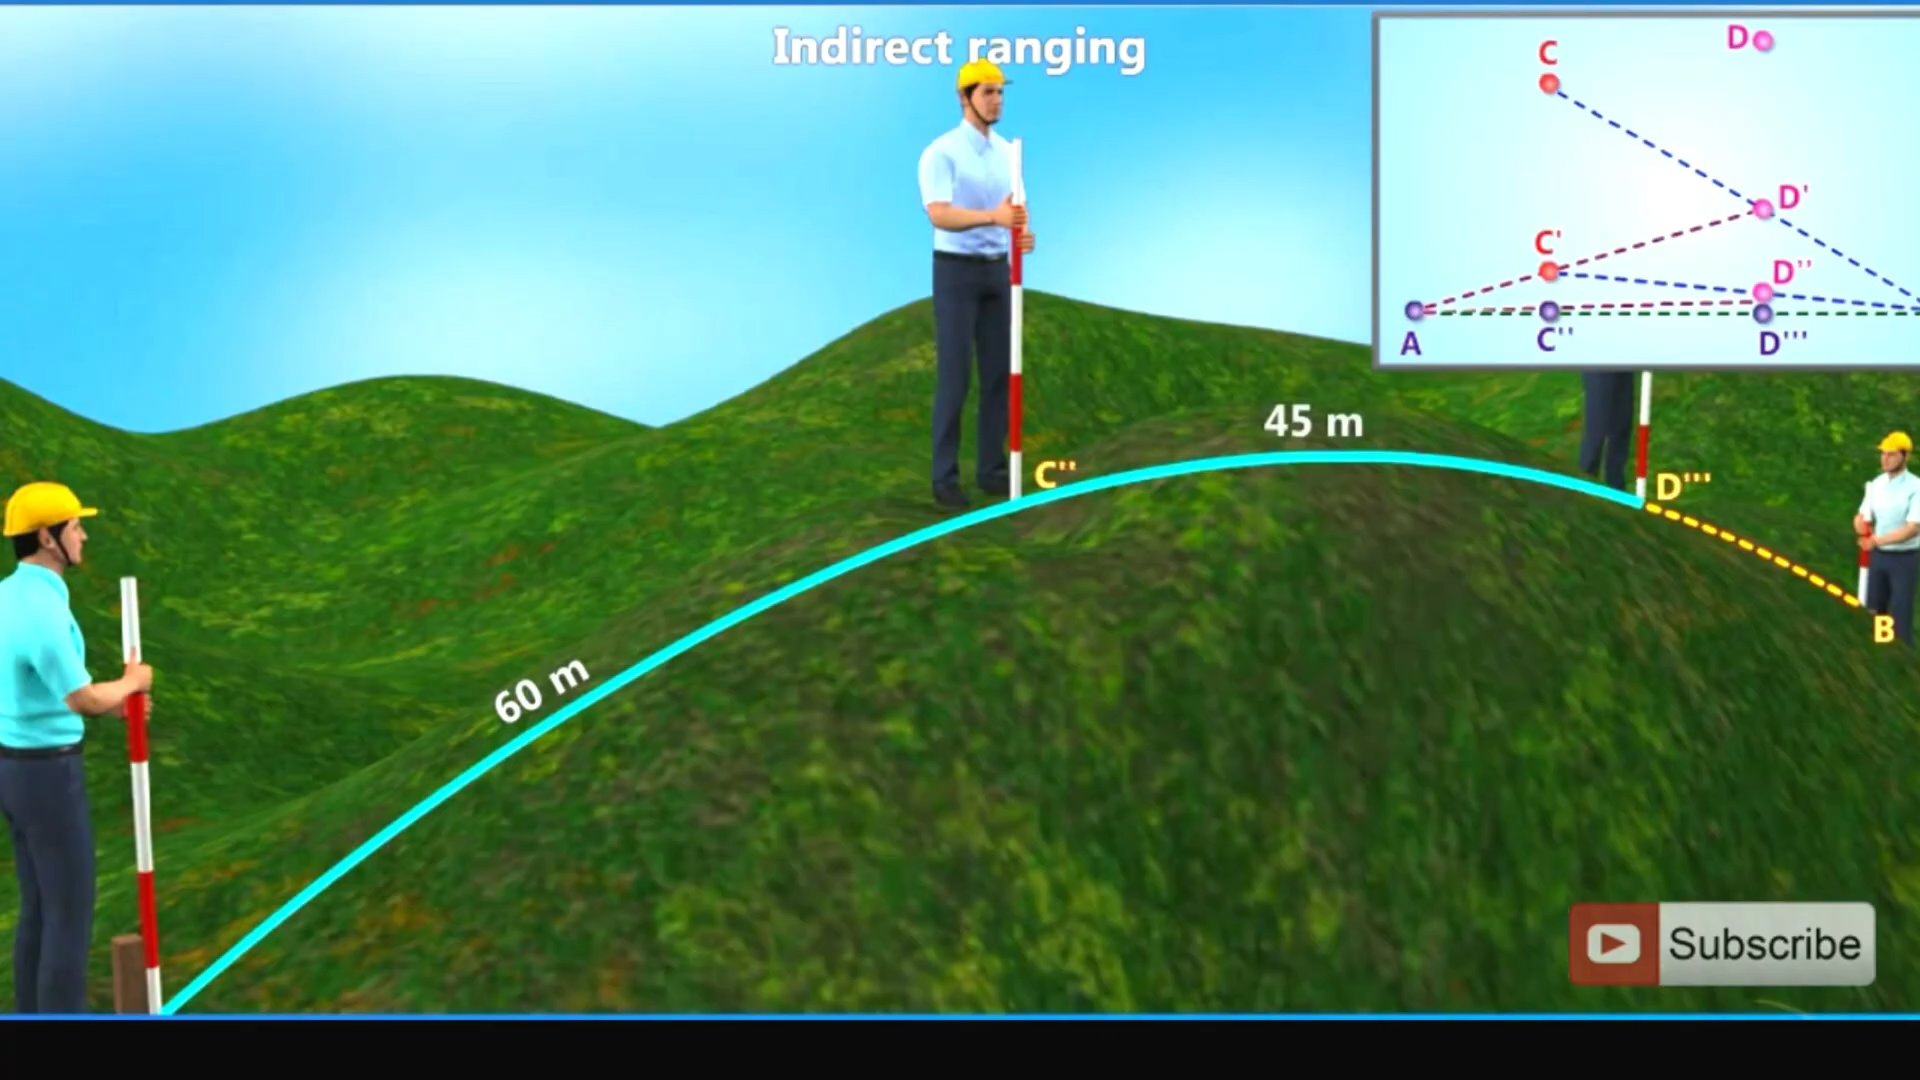 Indirect ranging
C
D
D'
C'
D''
A
C''
D'''
45 m
C''
D'''
60 m
B
Subscribe